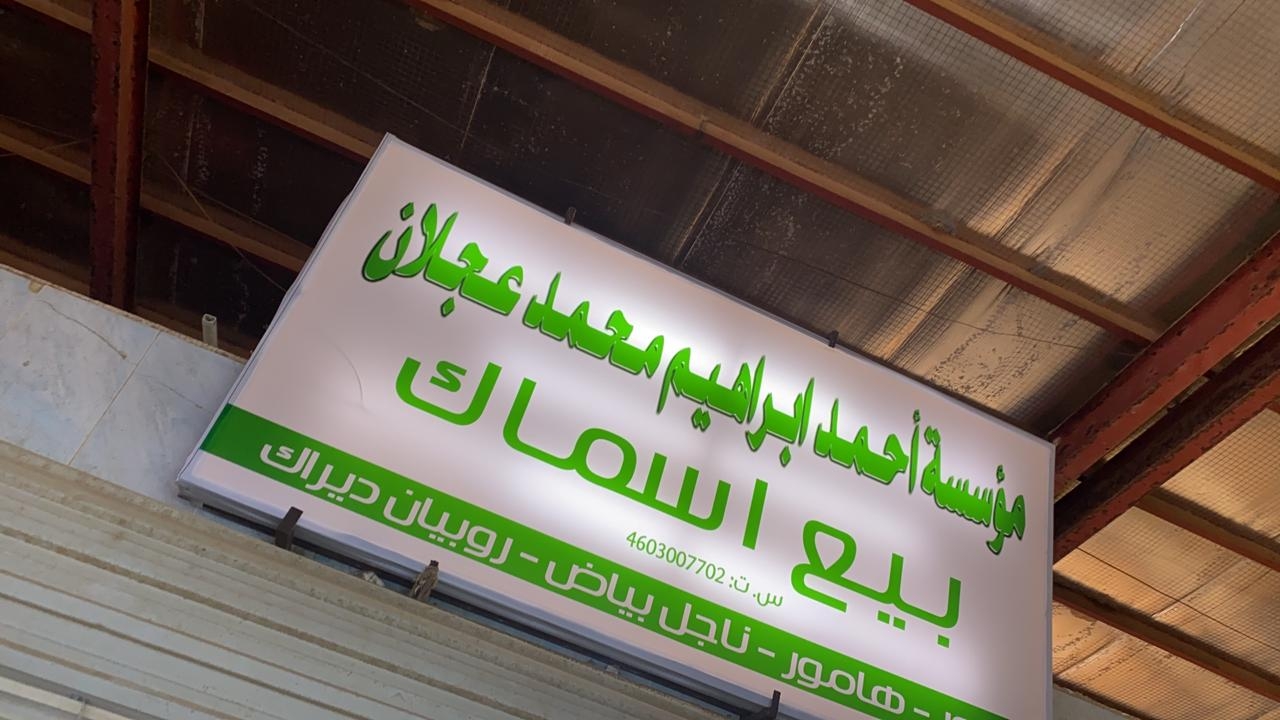 مؤسسة أحمد ابراهيم محمد عجلان
بيع اسماك
س.ت: 4603007702
- هامور - ناجل بياض - روبيان ديراك